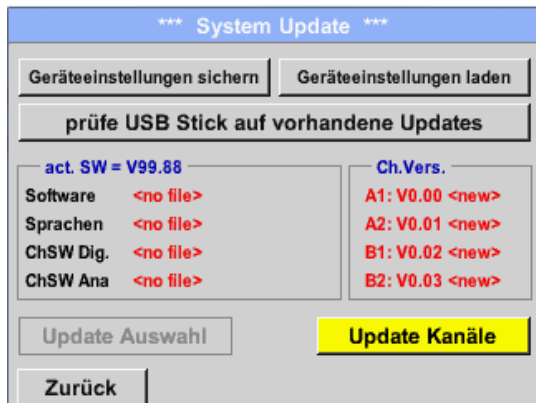 *** System Update ***
Geräteeinstellungen sichern
Geräteeinstellungen laden
prüfe USB Stick auf vorhandene Updates
act. SW = V99.88
Software <no file>
Sprachen <no file>
ChSW Dig. <no file>
ChSW Ana <no file>
Ch.Vers.
A1: V0.00 <new>
A2: V0.01 <new>
B1: V0.02 <new>
B2: V0.03 <new>
Update Auswahl
Update Kanäle
Zurück